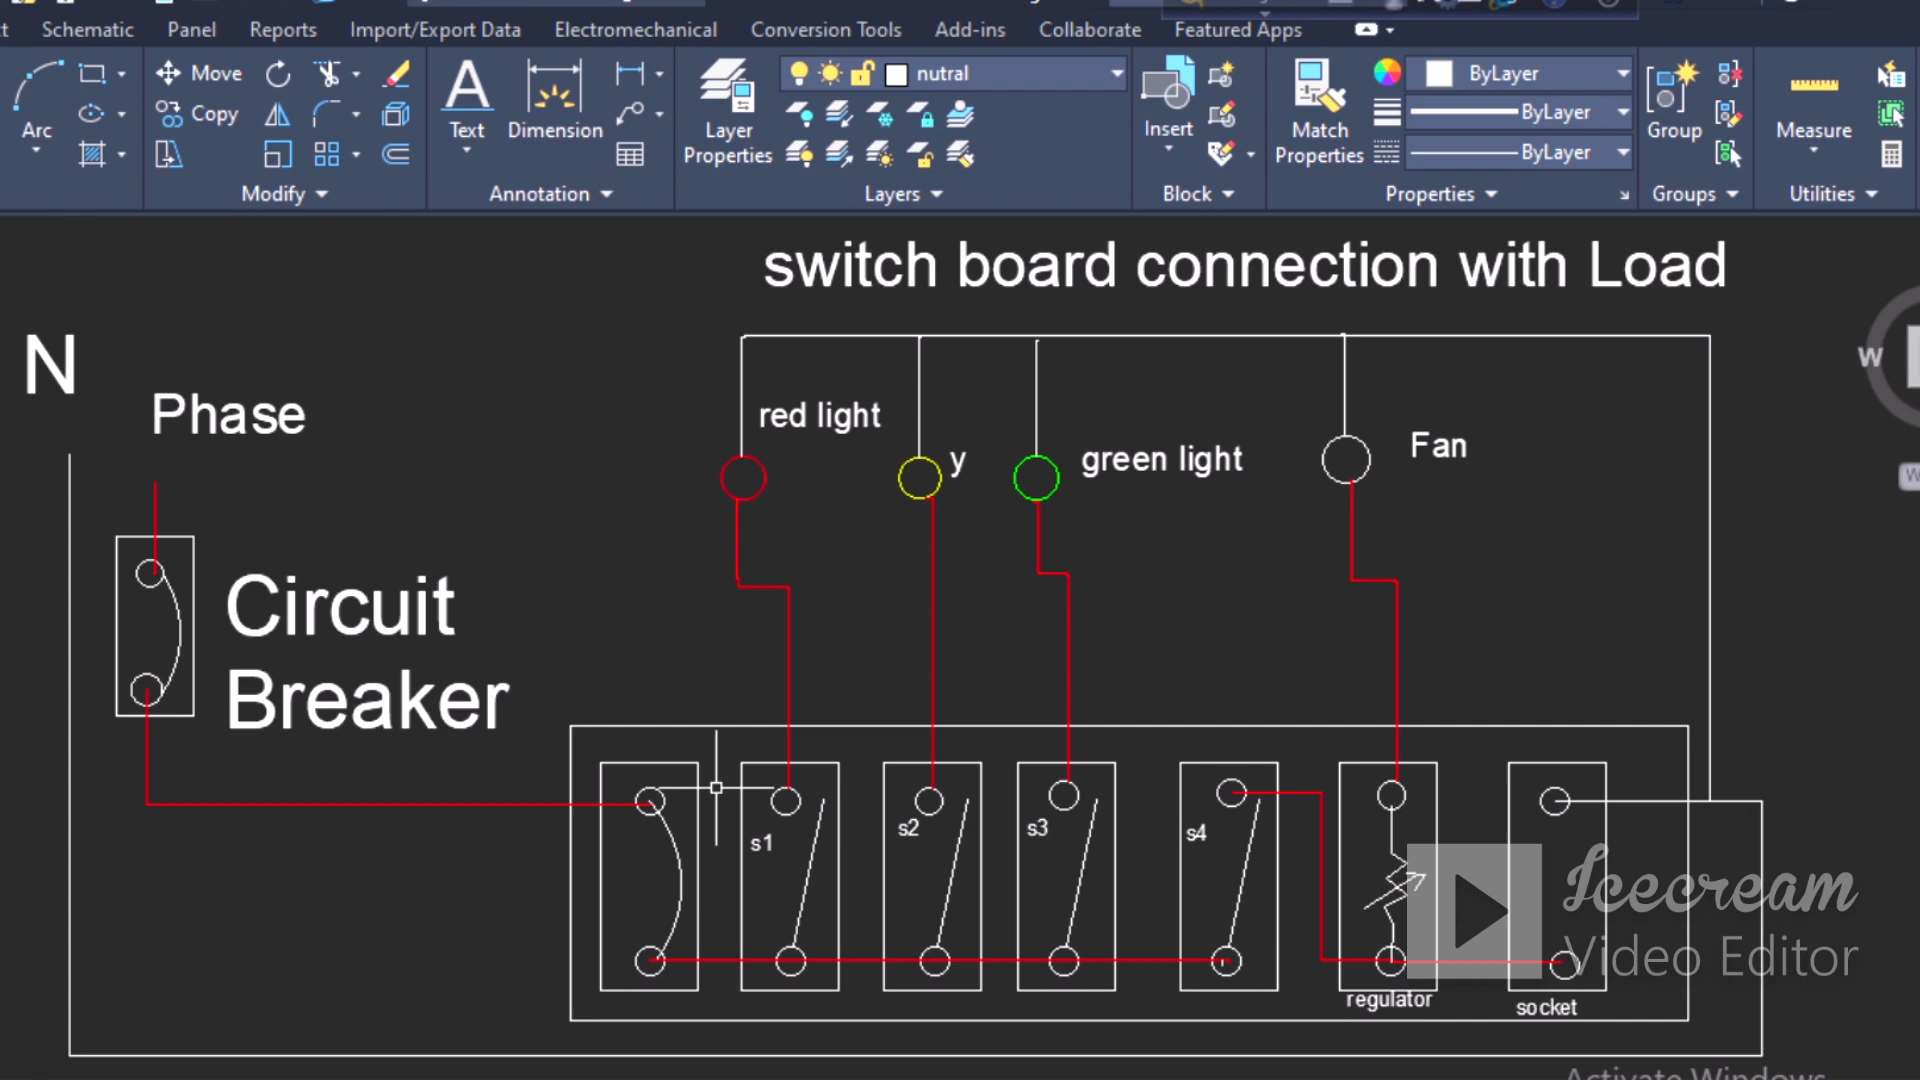 Schematic Panel Reports Import/Export Data Electromechanical Conversion Tools Add-ins Collaborate Featured Apps
Move
Copy
Arc
Text
Dimension
Layer
Properties
nutral
Insert
Match
Properties
ByLayer
ByLayer
ByLayer
Group
Measure
Modify
Annotation
Layers
Block
Properties
Groups
Utilities
switch board connection with Load
N
Phase
red light
y
green light
Fan
W
Circuit
Breaker
s1
s2
s3
s4
regulator
socket
Icecream
Video Editor
Activate Windows